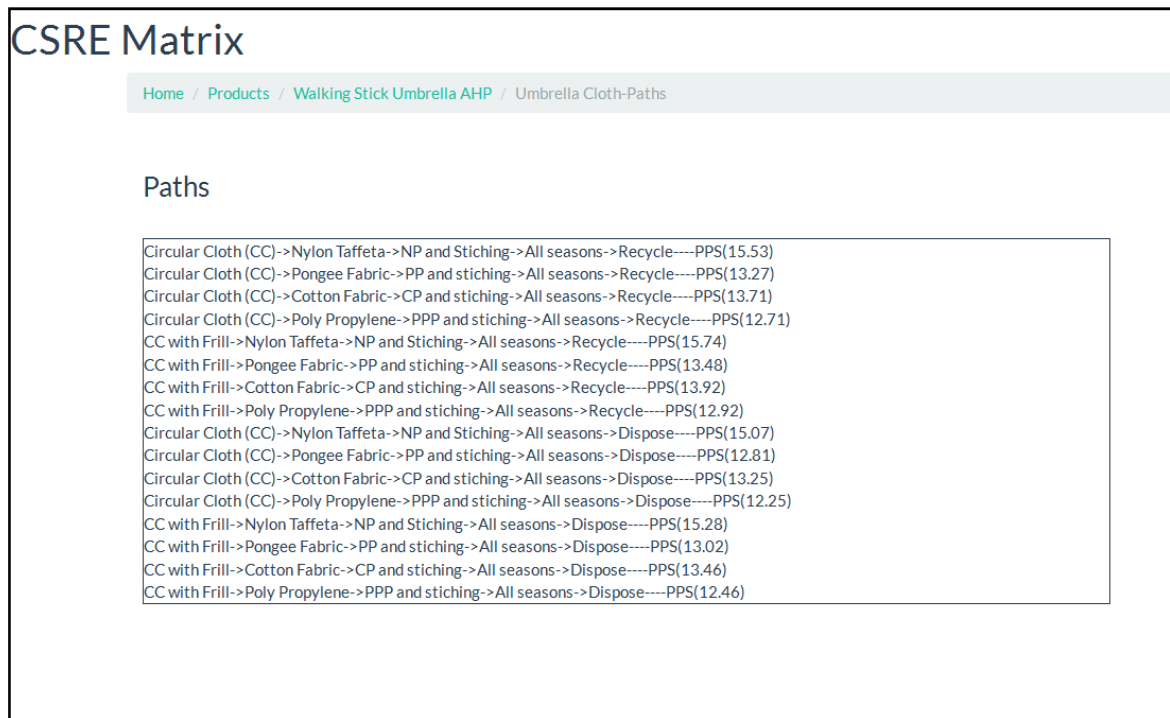 CSRE Matrix
Home / Products / Walking Stick Umbrella AHP / Umbrella Cloth-Paths
Paths
Circular Cloth (CC)->Nylon Taffeta->NP and Stiching->All seasons->Recycle----PPS(15.53)
Circular Cloth (CC)->Pongee Fabric->PP and stiching->All seasons->Recycle----PPS(13.27)
Circular Cloth (CC)->Cotton Fabric->CP and stiching->All seasons->Recycle----PPS(13.71)
Circular Cloth (CC)->Poly Propylene->PPP and stiching->All seasons->Recycle----PPS(12.71)
CC with Frill->Nylon Taffeta->NP and Stiching->All seasons->Recycle----PPS(15.74)
CC with Frill->Pongee Fabric->PP and stiching->All seasons->Recycle----PPS(13.48)
CC with Frill->Cotton Fabric->CP and stiching->All seasons->Recycle----PPS(13.92)
CC with Frill->Poly Propylene->PPP and stiching->All seasons->Recycle----PPS(12.92)
Circular Cloth (CC)->Nylon Taffeta->NP and Stiching->All seasons->Dispose----PPS(15.07)
Circular Cloth (CC)->Pongee Fabric->PP and stiching->All seasons->Dispose----PPS(12.81)
Circular Cloth (CC)->Cotton Fabric->CP and stiching->All seasons->Dispose----PPS(13.25)
Circular Cloth (CC)->Poly Propylene->PPP and stiching->All seasons->Dispose----PPS(12.25)
CC with Frill->Nylon Taffeta->NP and Stiching->All seasons->Dispose----PPS(15.28)
CC with Frill->Pongee Fabric->PP and stiching->All seasons->Dispose----PPS(13.02)
CC with Frill->Cotton Fabric->CP and stiching->All seasons->Dispose----PPS(13.46)
CC with Frill->Poly Propylene->PPP and stiching->All seasons->Dispose----PPS(12.46)